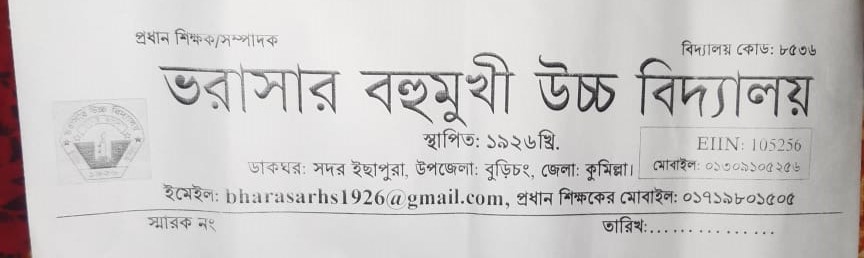 প্রধান শিক্ষক/সম্পাদক
বিদ্যালয় কোড: ৮৫৩৬
ভরাসার বহুমুখী উচ্চ বিদ্যালয়
স্থাপিত: ১৯২৬খ্রি.
EIIN: 105256
ডাকঘর: সদর ইছাপুরা, উপজেলা: বুড়িচং, জেলা: কুমিল্লা।
মোবাইল: ০১৩০৯১০৫২৫৬
ইমেইল: bharasarhs1926@gmail.com, প্রধান শিক্ষকের মোবাইল: ০১৭১৯৮০১৫০৫
স্মারক নং
তারিখ:...............